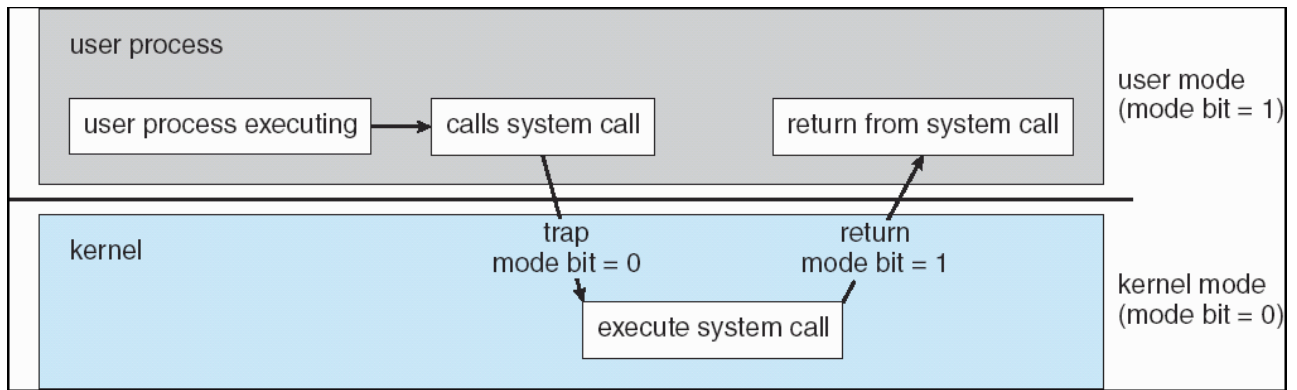 user process
user process executing
calls system call
return from system call
user mode
(mode bit = 1)
kernel
trap
mode bit = 0
return
mode bit = 1
execute system call
kernel mode
(mode bit = 0)